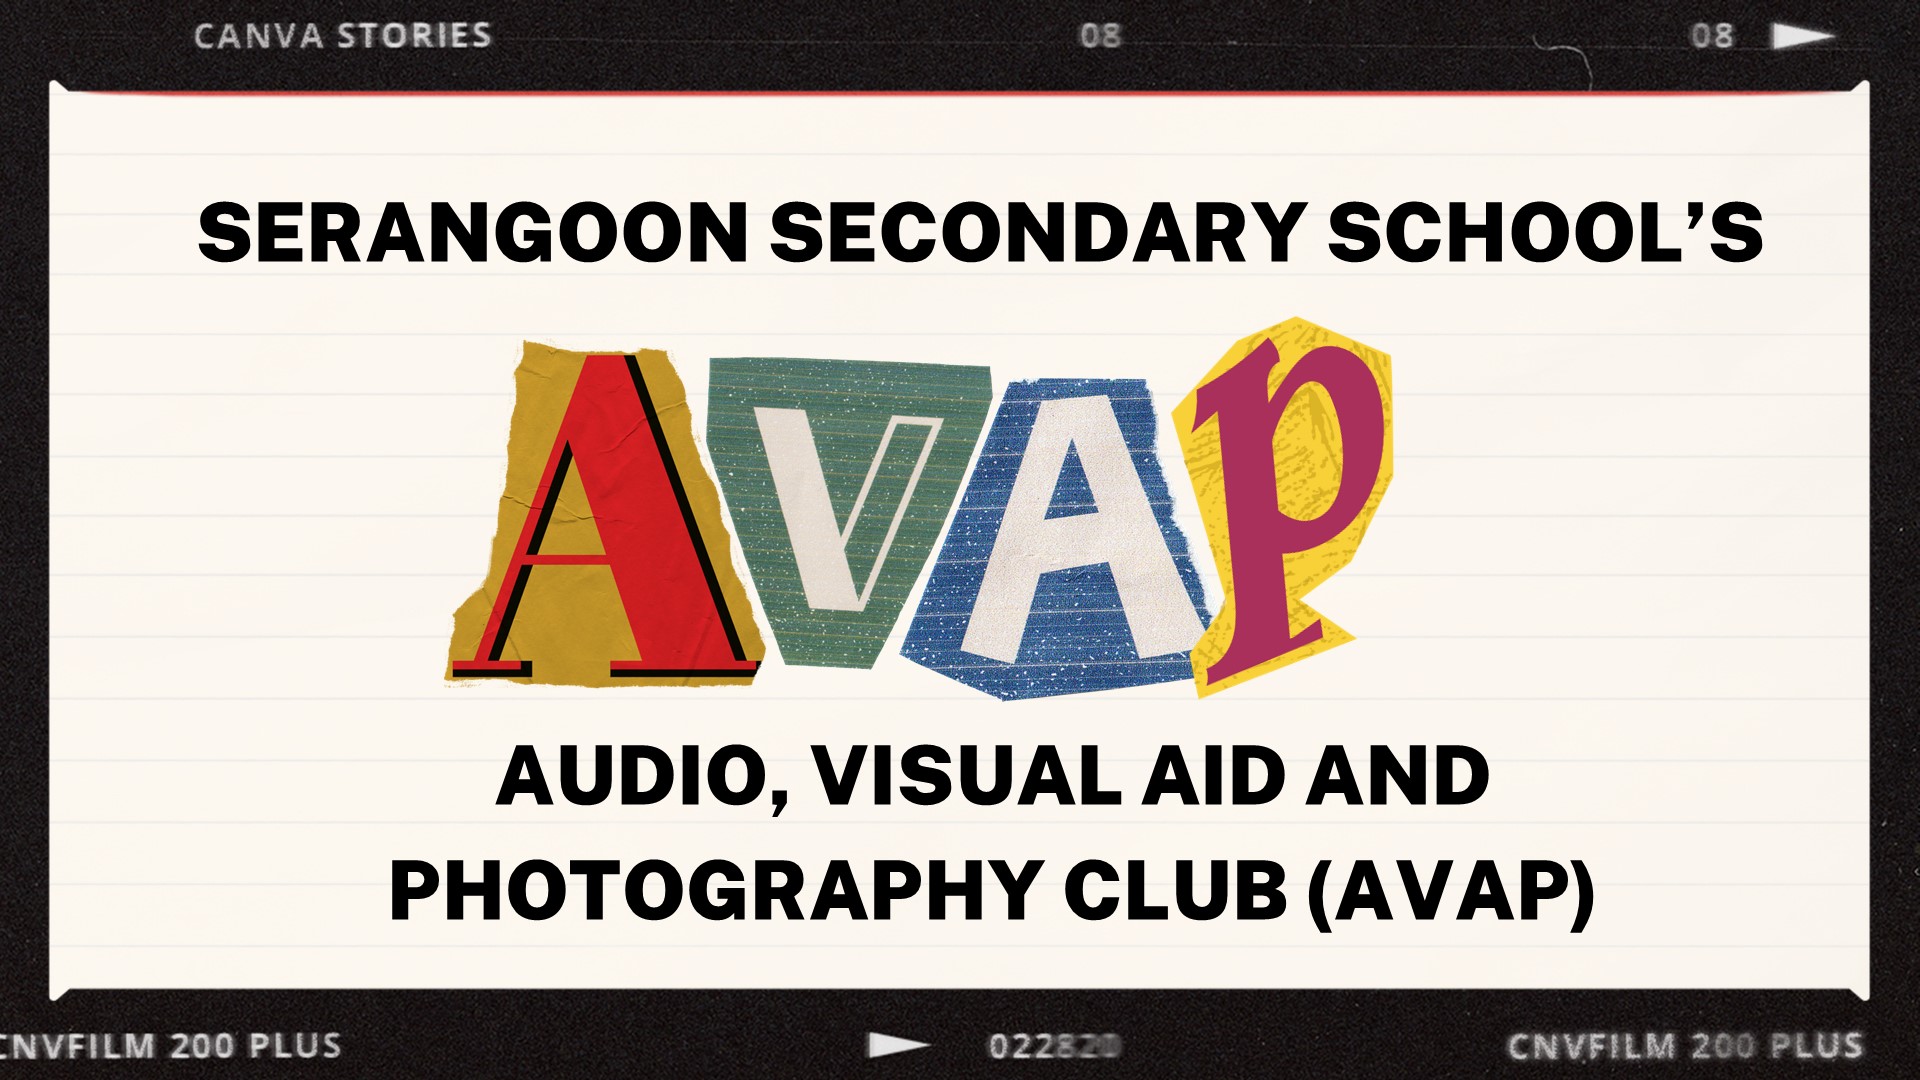 CANVA STORIES 08 08
SERANGOON SECONDARY SCHOOL’S
AVAP
AUDIO, VISUAL AID AND
PHOTOGRAPHY CLUB (AVAP)
CNVFILM 200 PLUS 022820 CNVFILM 200 PLUS